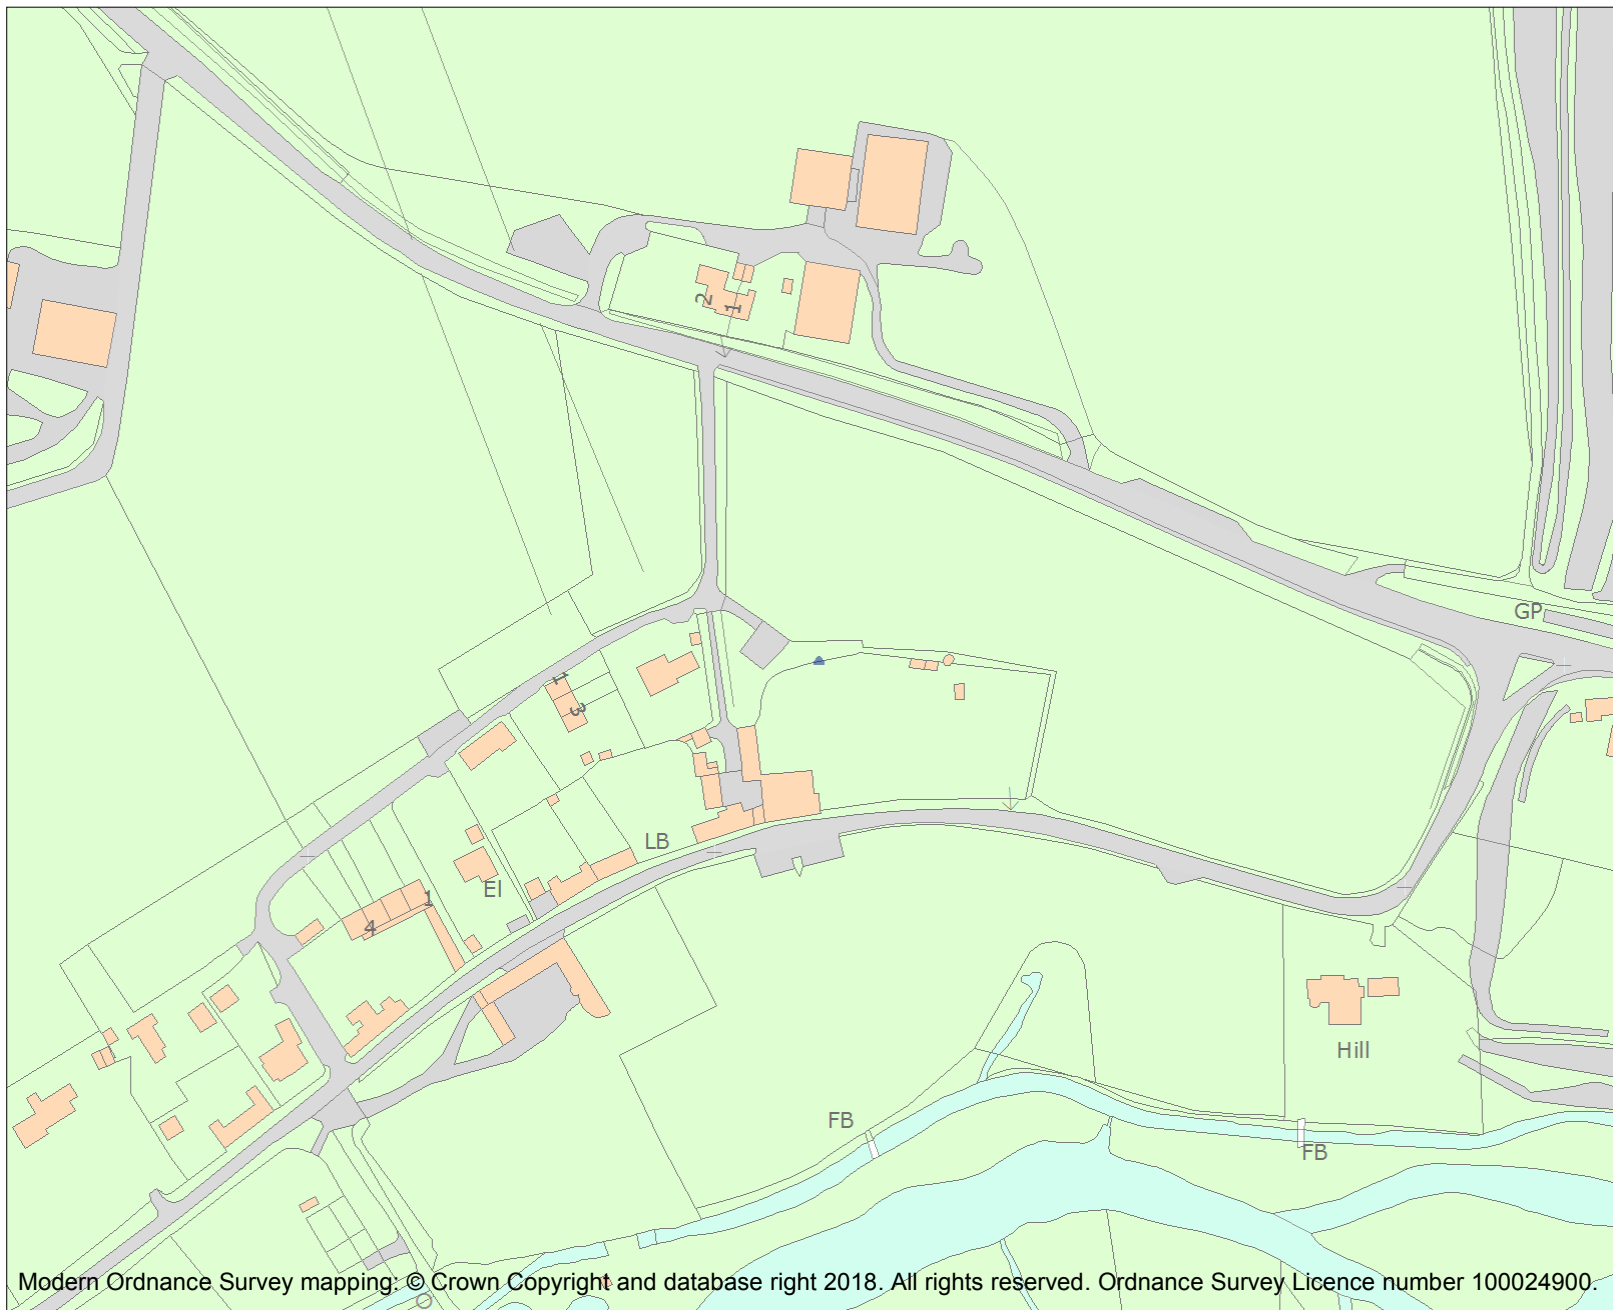 2
1
GP
1
3
LB
El
1
4
Hill
FB
FB
Modern Ordnance Survey mapping: © Crown Copyright and database right 2018. All rights reserved. Ordnance Survey Licence number 100024900.